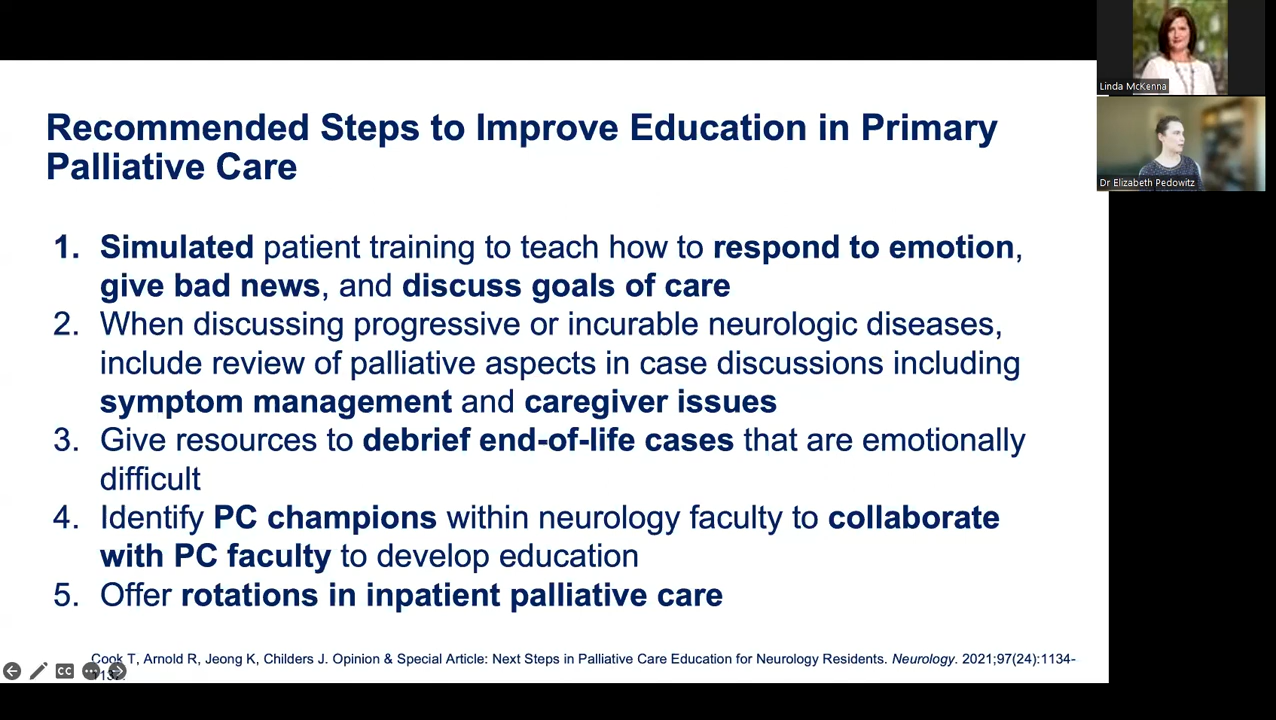 Recommended Steps to Improve Education in Primary
Palliative Care
1. Simulated patient training to teach how to respond to emotion,
give bad news, and discuss goals of care
2. When discussing progressive or incurable neurologic diseases,
include review of palliative aspects in case discussions including
symptom management and caregiver issues
3. Give resources to debrief end-of-life cases that are emotionally
difficult
4. Identify PC champions within neurology faculty to collaborate
with PC faculty to develop education
5. Offer rotations in inpatient palliative care
Cook T, Arnold R, Jeong K, Childers J. Opinion & Special Article: Next Steps in Palliative Care Education for Neurology Residents. Neurology. 2021;97(24):1134-
CC
Linda McKenna
Dr Elizabeth Pedowitz